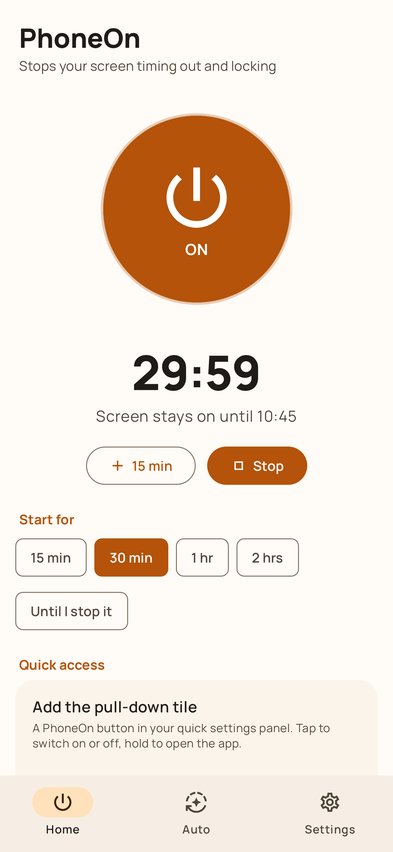 PhoneOn
Stops your screen timing out and locking
ON
29:59
Screen stays on until 10:45
+ 15 min
Stop
Start for
15 min
30 min
1 hr
2 hrs
Until I stop it
Quick access
Add the pull-down tile
A PhoneOn button in your quick settings panel. Tap to
switch on or off, hold to open the app.
Home
Auto
Settings